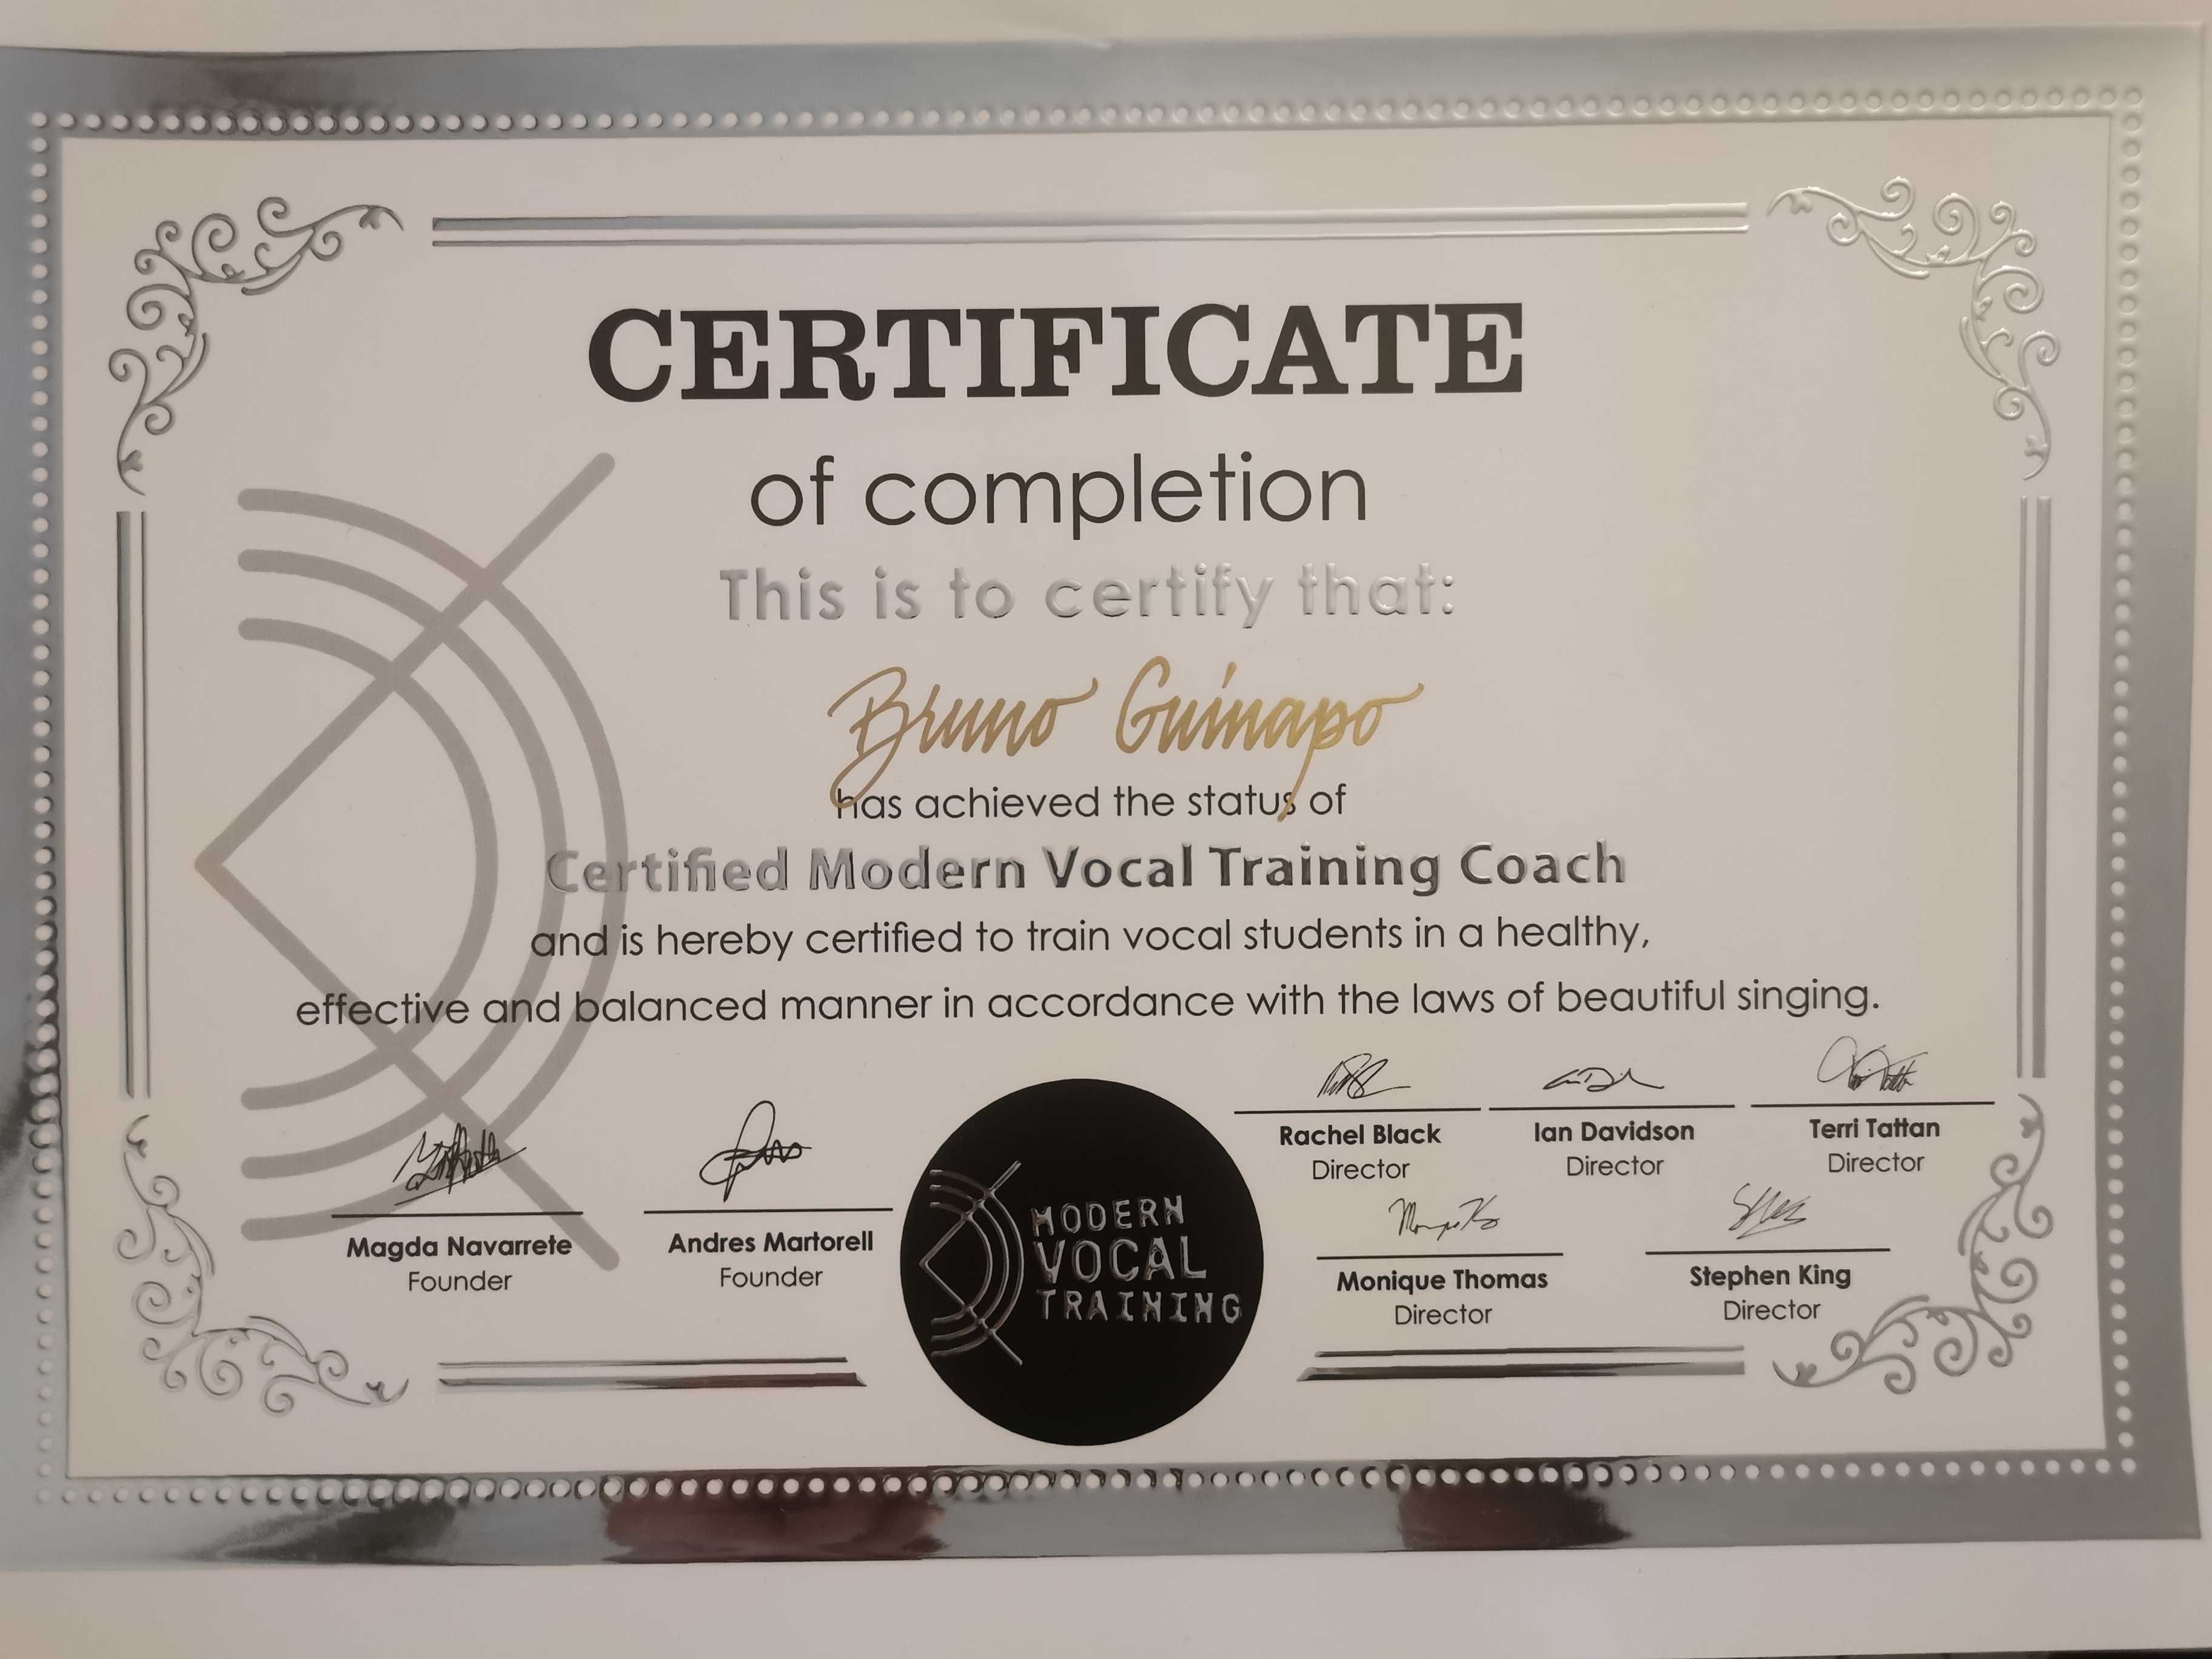 CERTIFICATE
of completion
This is to certify that:
Bruno Guinapo
has achieved the status of
Certified Modern Vocal Training Coach
and is hereby certified to train vocal students in a healthy,
effective and balanced manner in accordance with the laws of beautiful singing.
Magda Navarrete
Founder
Andres Martorell
Founder
MODERN
VOCAL
TRAINING
Rachel Black
Director
Ian Davidson
Director
Terri Tattan
Director
Monique Thomas
Director
Stephen King
Director